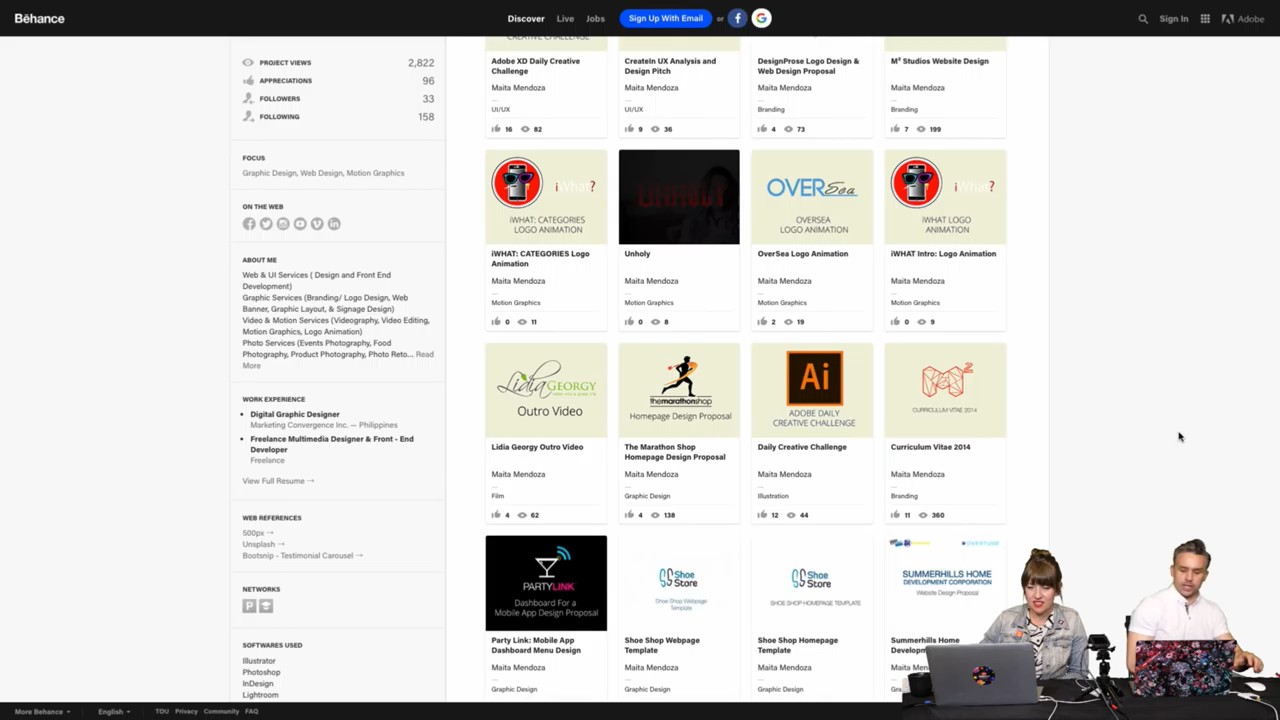 Bēhance
Discover Live Jobs Sign Up With Email or f G Sign In Adobe
PROJECT VIEWS 2,822
APPRECIATIONS 96
FOLLOWERS 33
FOLLOWING 158
FOCUS
Graphic Design, Web Design, Motion Graphics
ON THE WEB
ABOUT ME
Web & UI Services ( Design and Front End
Development)
Graphic Services (Branding/ Logo Design, Web
Banner, Graphic Layout, & Signage Design)
Video & Motion Services (Videography, Video Editing,
Motion Graphics, Logo Animation)
Photo Services (Events Photography, Food
Photography, Product Photography, Photo Reto... Read
More
WORK EXPERIENCE
Digital Graphic Designer
Marketing Convergence Inc. — Philippines
Freelance Multimedia Designer & Front - End
Developer
Freelance
View Full Resume →
WEB REFERENCES
500px →
Unsplash →
Bootsnip - Testimonial Carousel →
NETWORKS
SOFTWARES USED
Illustrator
Photoshop
InDesign
Lightroom
CREATIVE CHALLENGE
Adobe XD Daily Creative
Challenge
Maita Mendoza
UI/UX
16 82
CreateIn UX Analysis and
Design Pitch
Maita Mendoza
UI/UX
9 36
DesignProse Logo Design &
Web Design Proposal
Maita Mendoza
Branding
4 73
M² Studios Website Design
Maita Mendoza
Branding
7 199
iWhat?
iWHAT: CATEGORIES
LOGO ANIMATION
iWHAT: CATEGORIES Logo
Animation
Maita Mendoza
Motion Graphics
0 11
UNHOLY
Unholy
Maita Mendoza
Motion Graphics
0 8
OVERSea
OVERSEA
LOGO ANIMATION
OverSea Logo Animation
Maita Mendoza
Motion Graphics
2 19
iWhat?
iWHAT LOGO
ANIMATION
iWHAT Intro: Logo Animation
Maita Mendoza
Motion Graphics
0 9
Lidia Georgy
Outro Video
Lidia Georgy Outro Video
Maita Mendoza
Film
4 62
themarathonshop
Homepage Design Proposal
The Marathon Shop
Homepage Design Proposal
Maita Mendoza
Graphic Design
4 138
Ai
ADOBE DAILY
CREATIVE CHALLENGE
Daily Creative Challenge
Maita Mendoza
Illustration
12 44
2
CURRICULUM VITAE 2014
Curriculum Vitae 2014
Maita Mendoza
Branding
11 360
PARTYLINK
Dashboard For a
Mobile App Design Proposal
Party Link: Mobile App
Dashboard Menu Design
Maita Mendoza
Graphic Design
Shoe
Store
Shoe Shop Webpage
Template
Shoe Shop Webpage
Template
Maita Mendoza
Graphic Design
Shoe
Store
SHOE SHOP HOMEPAGE TEMPLATE
Shoe Shop Homepage
Template
Maita Mendoza
Graphic Design
SUMMERHILLS HOME
DEVELOPMENT CORPORATION
Website Design Proposal
Summerhills Home
Maita
Graphic Design
More Behance English TOU Privacy Community FAQ